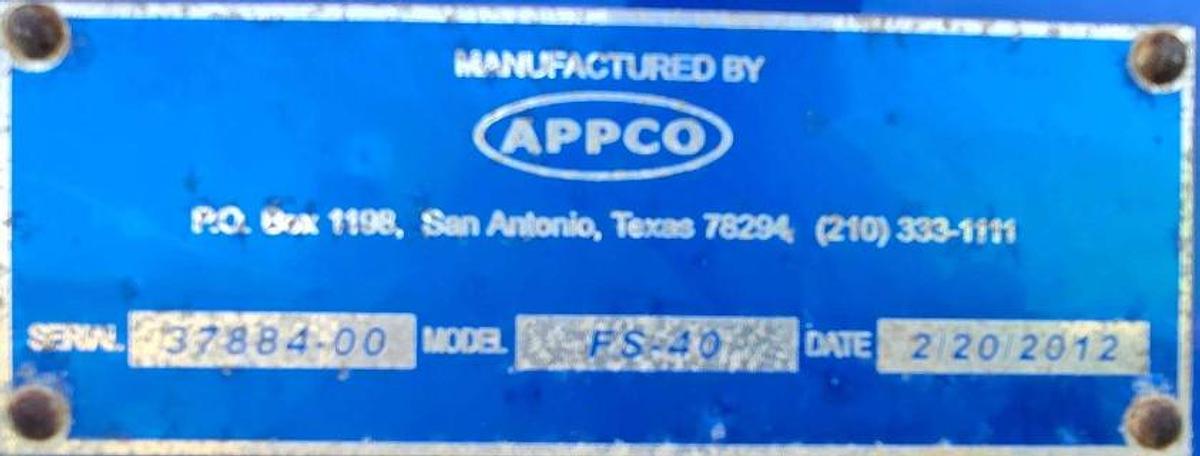 MANUFACTURED BY
APPCO
P.O. Box 1198, San Antonio, Texas 78294, (210) 333-1111
SERIAL 37884-00 MODEL FS-40 DATE 2/20/2012